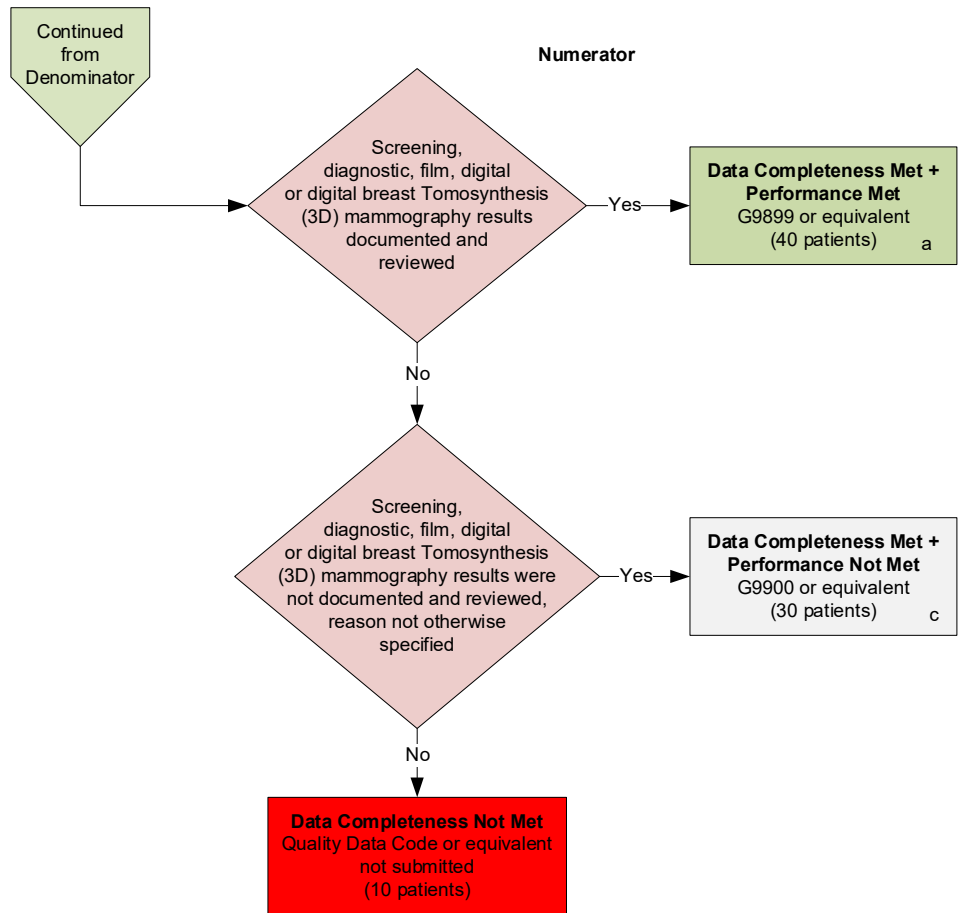 Continued
from
Denominator
Numerator
Screening,
diagnostic, film, digital
or digital breast Tomosynthesis
(3D) mammography results
documented and
reviewed
Yes
Data Completeness Met +
Performance Met
G9899 or equivalent
(40 patients)
a
No
Screening,
diagnostic, film, digital
or digital breast Tomosynthesis
(3D) mammography results were
not documented and reviewed,
reason not otherwise
specified
Yes
Data Completeness Met +
Performance Not Met
G9900 or equivalent
(30 patients)
c
No
Data Completeness Not Met
Quality Data Code or equivalent
not submitted
(10 patients)